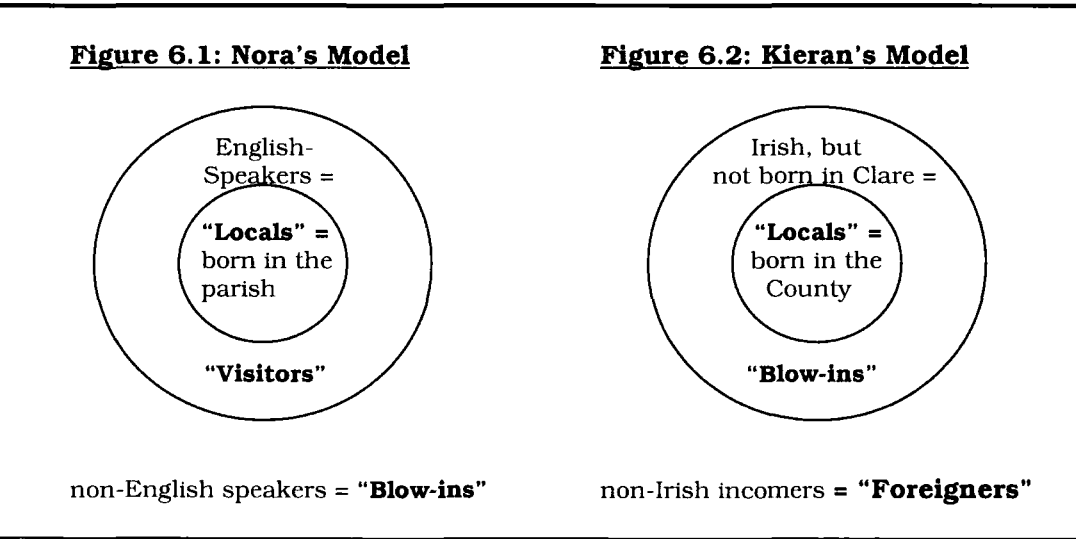 Figure 6.1: Nora's Model
English-
Speakers =
"Locals" =
born in the
parish
"Visitors"
non-English speakers = "Blow-ins"
Figure 6.2: Kieran's Model
Irish, but
not born in Clare =
"Locals" =
born in the
County
"Blow-ins"
non-Irish incomers = "Foreigners"